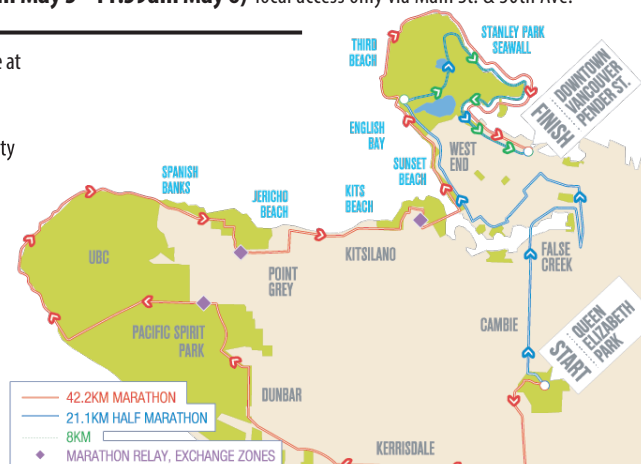 May 5 - 11:59am May 6) local access only via Main St. & 30th Ave.
at
ty
THIRD
BEACH
STANLEY PARK
SEAWALL
DOWNTOWN
VANCOUVER
PENDER ST.
FINISH
ENGLISH
BAY
WEST
END
SUNSET
BEACH
SPANISH
BANKS
JERICHO
BEACH
KITS
BEACH
UBC
POINT
GREY
KITSILANO
FALSE
CREEK
PACIFIC SPIRIT
PARK
CAMBIE
QUEEN
ELIZABETH
PARK
START
DUNBAR
KERRISDALE
42.2KM MARATHON
21.1KM HALF MARATHON
8KM
MARATHON RELAY, EXCHANGE ZONES